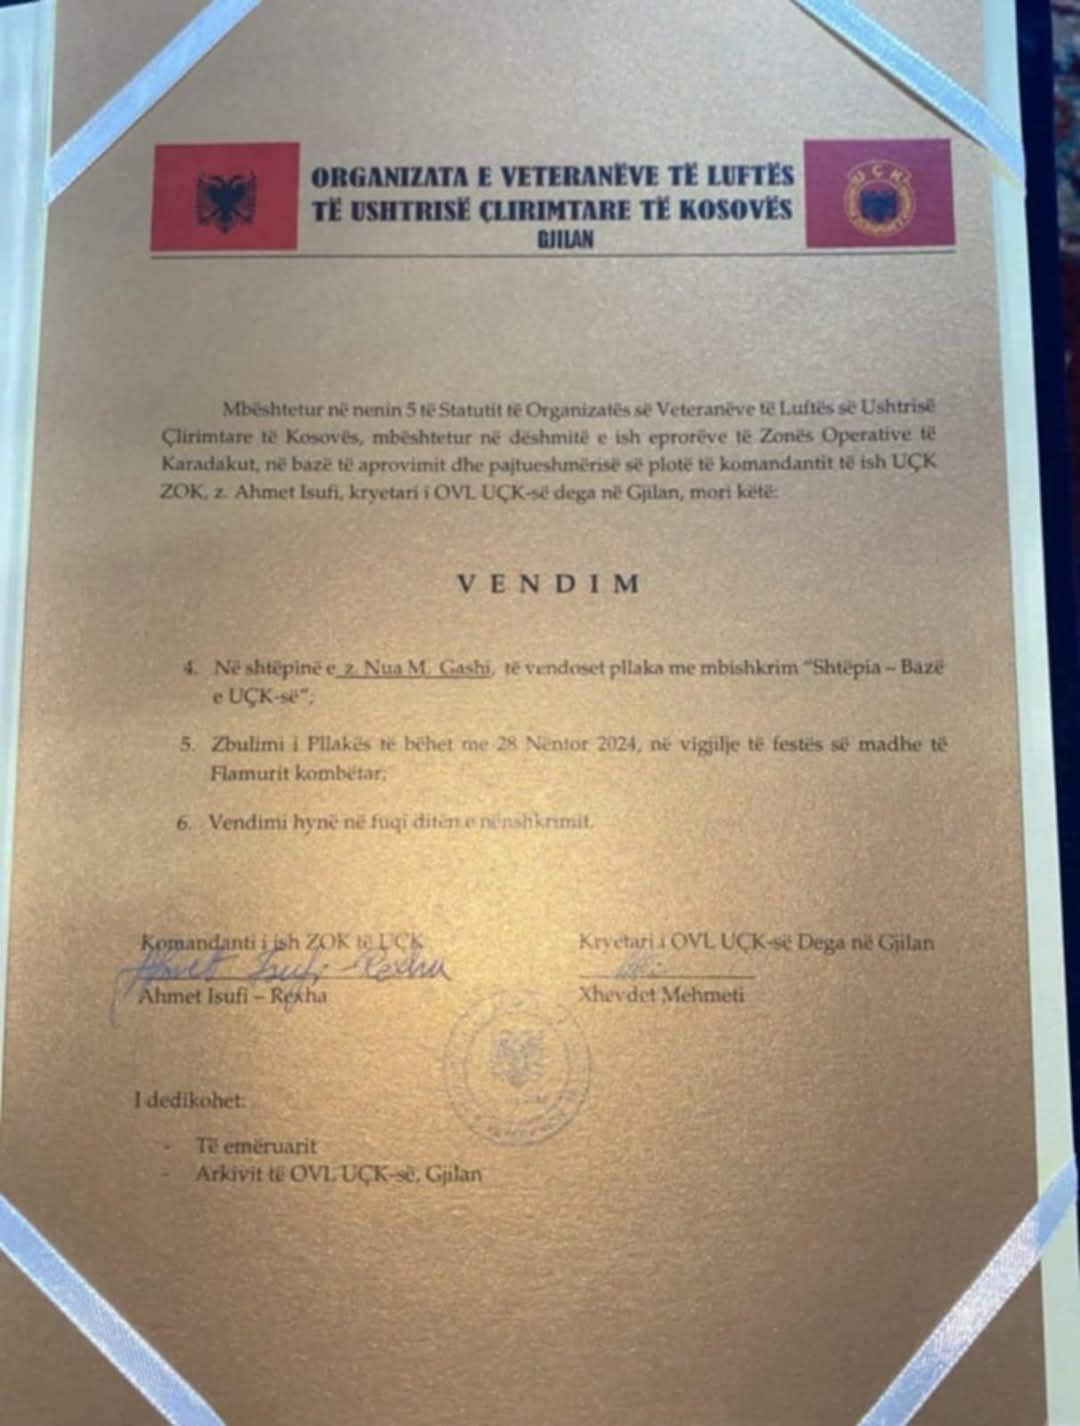 ORGANIZATA E VETERANËVE TË LUFTËS
TË USHTRISË ÇLIRIMTARE TË KOSOVËS
GJILAN
UÇK
Mbështetur në nenin 5 të Statutit të Organizatës së Veteranëve të Luftës së Ushtrisë
Çlirimtare të Kosovës, mbështetur në dëshmitë e ish eprorëve të Zonës Operative të
Karadakut, në bazë të aprovimit dhe pajtueshmërisë së plotë të komandantit të ish UÇK
ZOK, z. Ahmet Isufi, kryetari i OVL UÇK-së dega në Gjilan, mori këtë:
VENDIM
4. Në shtëpinë e z. Nua M. Gashi, të vendoset pllaka me mbishkrim "Shtëpia – Bazë
e UÇK-së";
5. Zbulimi i Pllakës të bëhet me 28 Nëntor 2024, në vigjilje të festës së madhe të
Flamurit kombëtar;
6. Vendimi hynë në fuqi ditën e nënshkrimit.
Komandanti i ish ZOK të UÇK
Kryetari i OVL UÇK-së Dega në Gjilan
Ahmet Isufi-Rexha
Ahmet Isufi – Rexha
Xhevdet Mehmeti
I dedikohet:
- Të emëruarit
- Arkivit të OVL UÇK-së, Gjilan